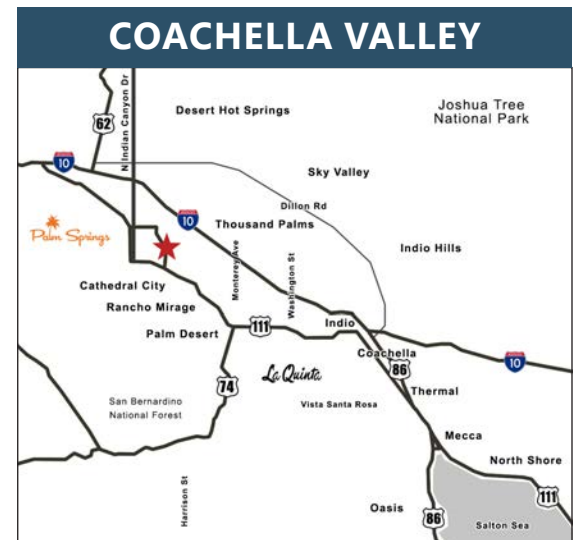 COACHELLA VALLEY
N Indian Canyon Dr
Desert Hot Springs
Joshua Tree
National Park
62
10
Sky Valley
Dillon Rd
10
Thousand Palms
Palm Springs
Indio Hills
Monterey Ave
Washington St
Cathedral City
Rancho Mirage
Palm Desert
111
Indio
Coachella
10
86
La Quinta
74
Thermal
San Bernardino
National Forest
Vista Santa Rosa
Mecca
North Shore
111
Harrison St
Oasis
86
Salton Sea